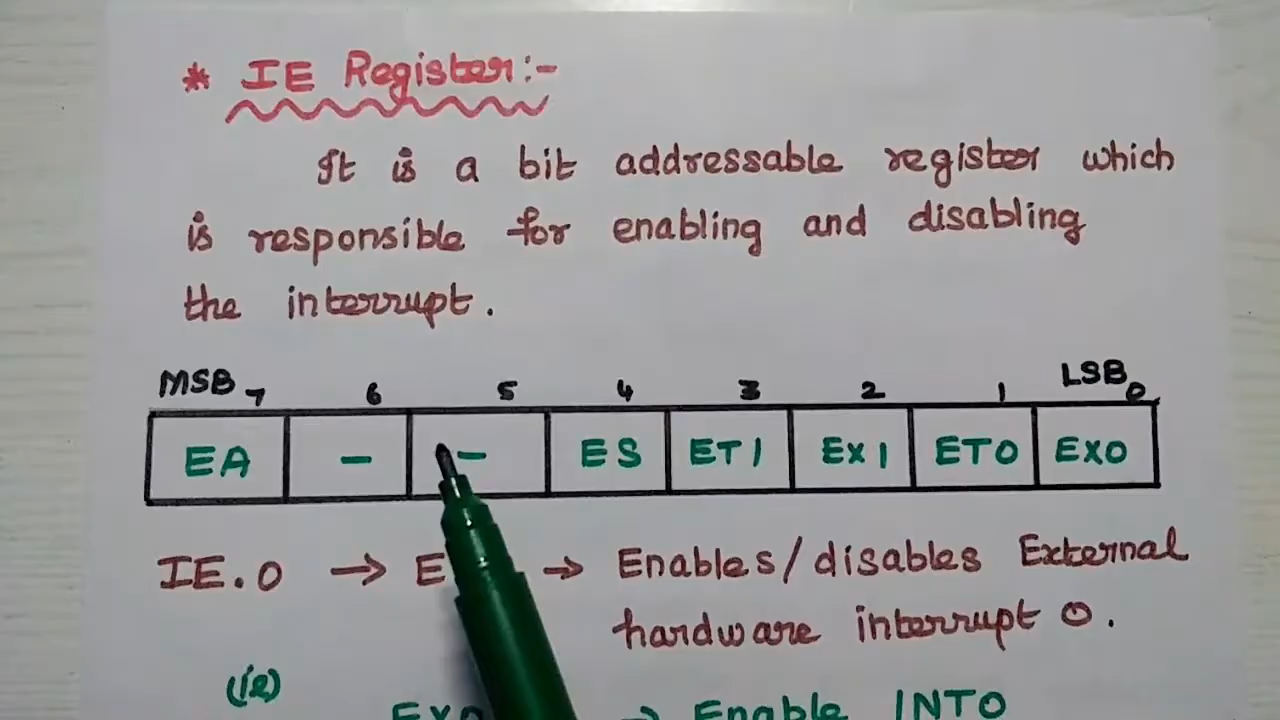 * IE Register:-
It is a bit addressable register which
is responsible for enabling and disabling
the interrupt.
MSB 7 6 5 4 3 2 1 LSB 0
EA - - ES ET1 EX1 ET0 EX0
IE.0 → → Enables/disables External
hardware interrupt 0.
(ie)
→ Enable INT0